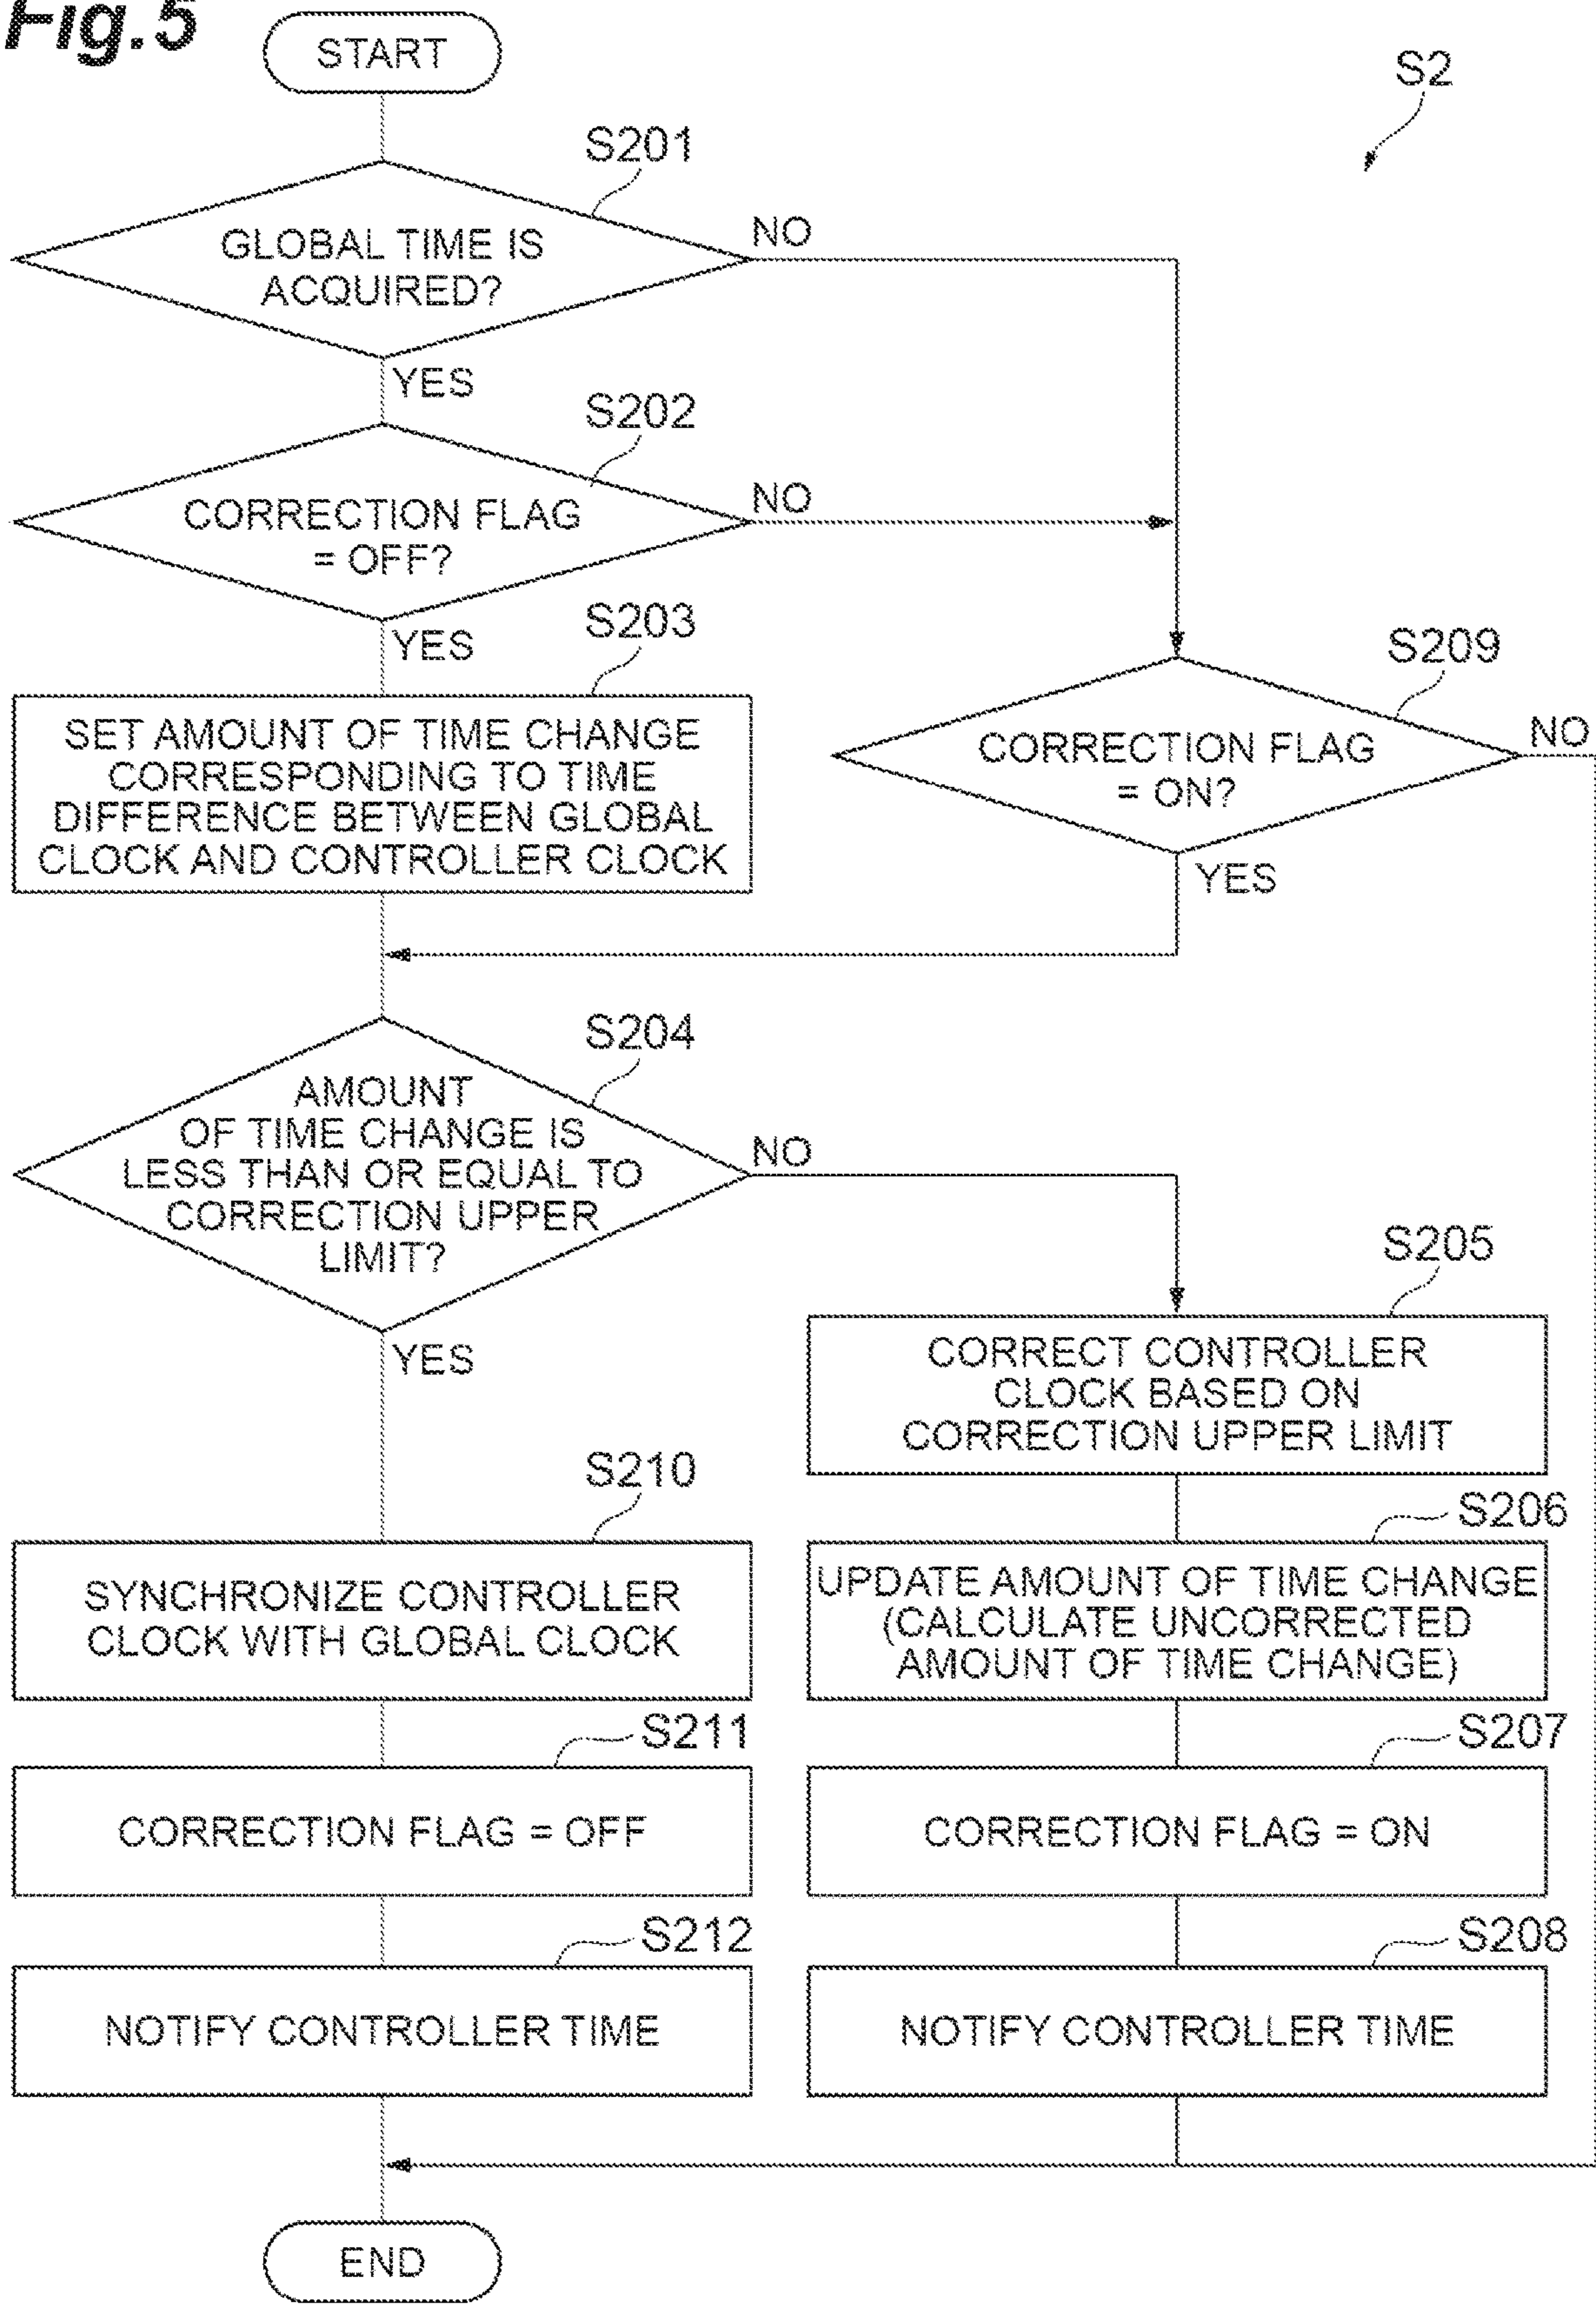 Fig.5
START
S2
S201
GLOBAL TIME IS
ACQUIRED?
NO
YES
S202
CORRECTION FLAG
= OFF?
NO
YES
S203
SET AMOUNT OF TIME CHANGE
CORRESPONDING TO TIME
DIFFERENCE BETWEEN GLOBAL
CLOCK AND CONTROLLER CLOCK
S209
CORRECTION FLAG
= ON?
NO
YES
S204
AMOUNT
OF TIME CHANGE IS
LESS THAN OR EQUAL TO
CORRECTION UPPER
LIMIT?
NO
YES
S205
CORRECT CONTROLLER
CLOCK BASED ON
CORRECTION UPPER LIMIT
S210
SYNCHRONIZE CONTROLLER
CLOCK WITH GLOBAL CLOCK
S206
UPDATE AMOUNT OF TIME CHANGE
(CALCULATE UNCORRECTED
AMOUNT OF TIME CHANGE)
S211
CORRECTION FLAG = OFF
S207
CORRECTION FLAG = ON
S212
NOTIFY CONTROLLER TIME
S208
NOTIFY CONTROLLER TIME
END